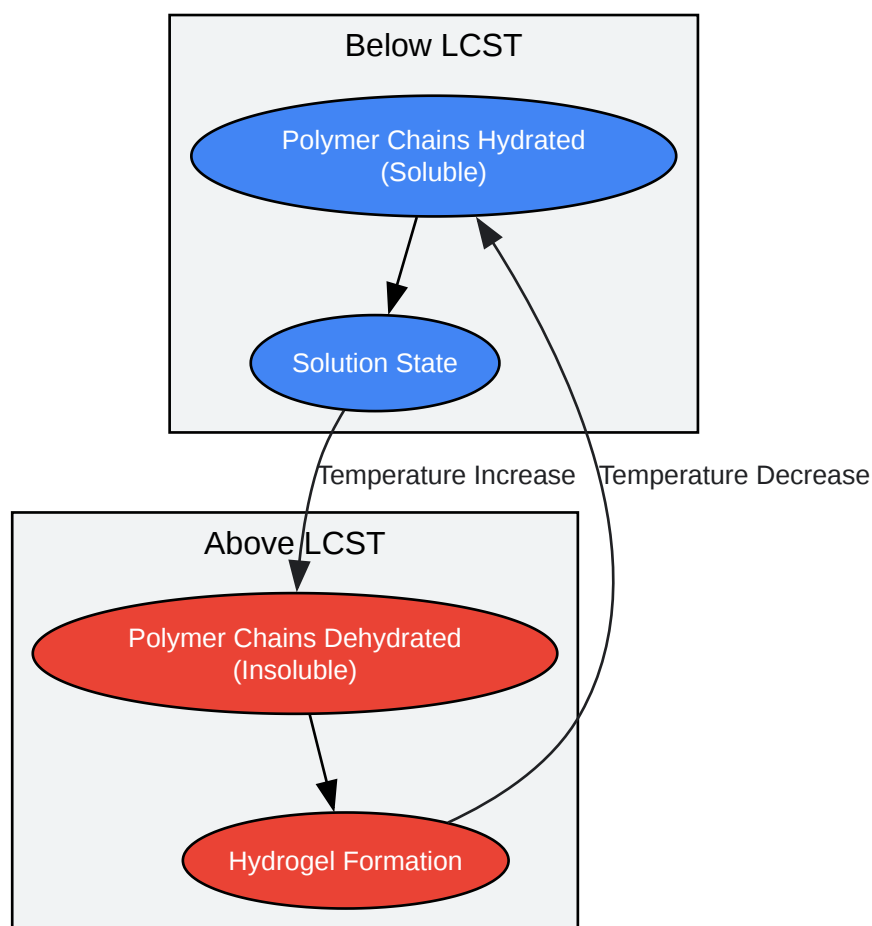 Below LCST
Polymer Chains Hydrated
(Soluble)
Solution State
Temperature Increase
Temperature Decrease
Above LCST
Polymer Chains Dehydrated
(Insoluble)
Hydrogel Formation